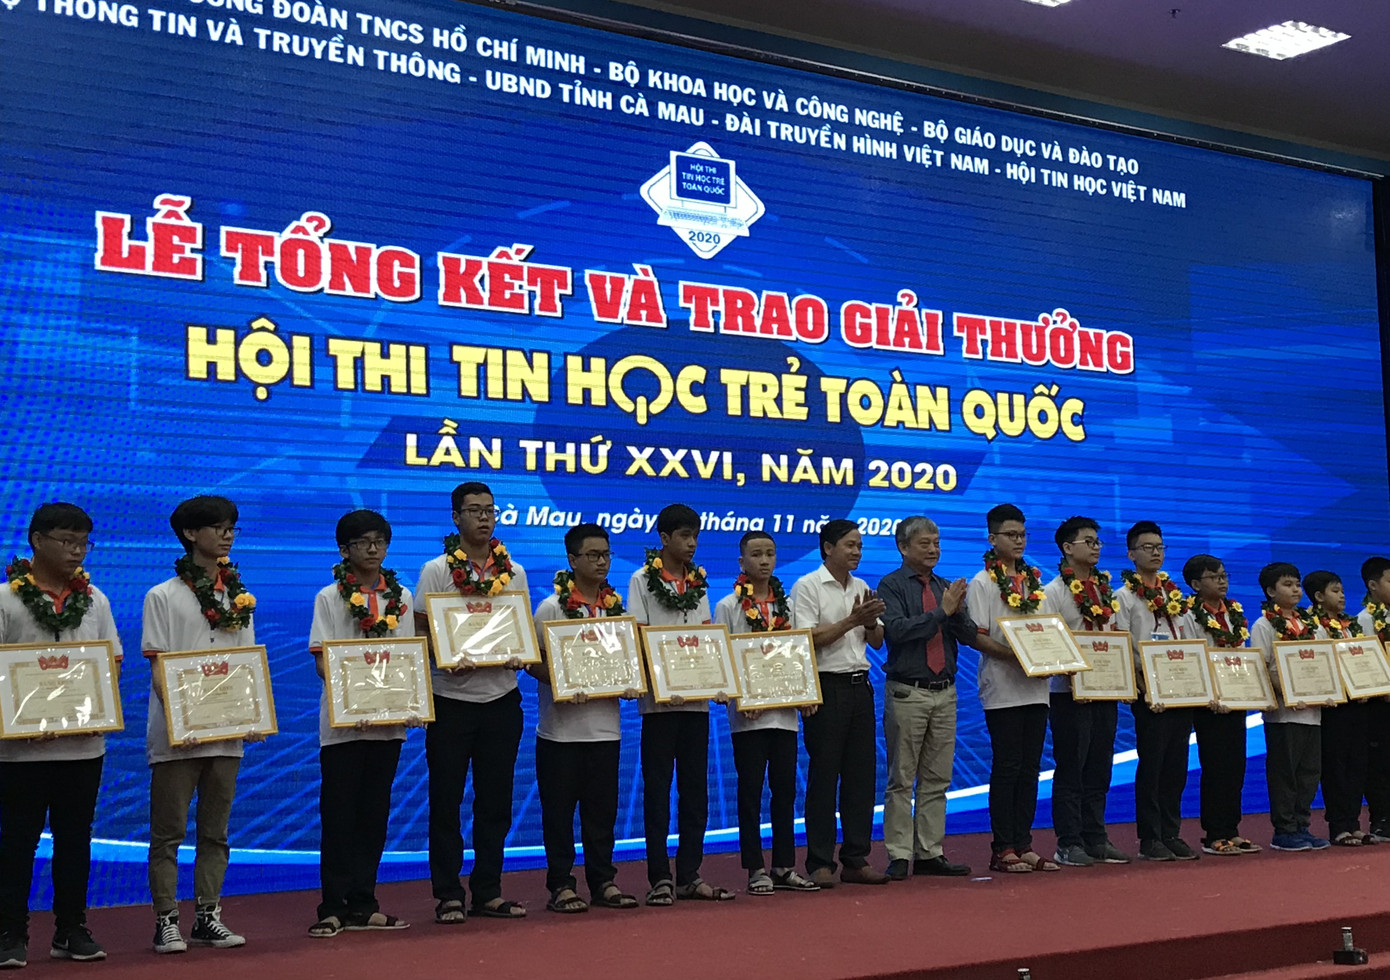 ĐOÀN TNCS HỒ CHÍ MINH - BỘ KHOA HỌC VÀ CÔNG NGHỆ - BỘ GIÁO DỤC VÀ ĐÀO TẠO
THÔNG TIN VÀ TRUYỀN THÔNG - UBND TỈNH CÀ MAU - ĐÀI TRUYỀN HÌNH VIỆT NAM - HỘI TIN HỌC VIỆT NAM
HỘI THI
TIN HỌC TRẺ
TOÀN QUỐC
2020
LỄ TỔNG KẾT VÀ TRAO GIẢI THƯỞNG
HỘI THI TIN HỌC TRẺ TOÀN QUỐC
LẦN THỨ XXVI, NĂM 2020
Cà Mau, ngày tháng 11 năm 2020